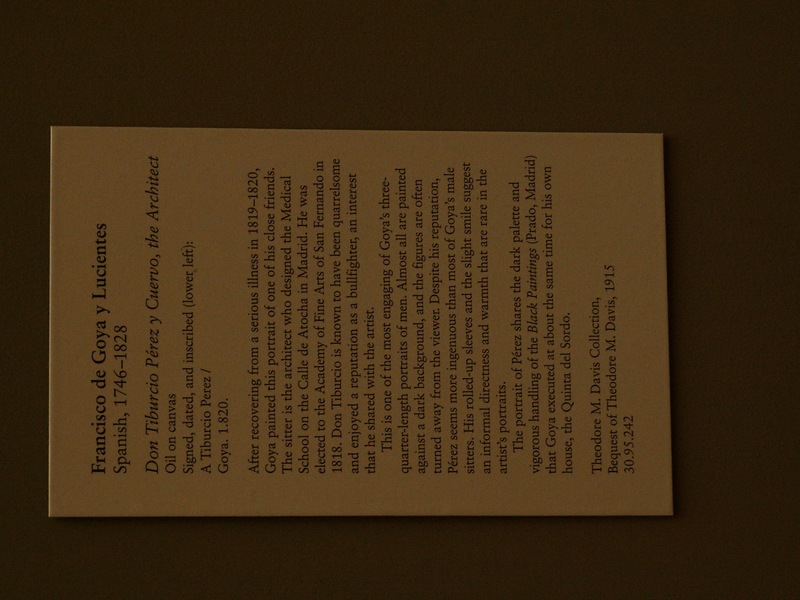 Francisco de Goya y Lucientes
Spanish, 1746–1828
Don Tiburcio Pérez y Cuervo, the Architect
Oil on canvas
Signed, dated, and inscribed (lower left):
A Tiburcio Perez /
Goya. 1.820.
After recovering from a serious illness in 1819–1820,
Goya painted this portrait of one of his close friends.
The sitter is the architect who designed the Medical
School on the Calle de Atocha in Madrid. He was
elected to the Academy of Fine Arts of San Fernando in
1818. Don Tiburcio is known to have been quarrelsome
and enjoyed a reputation as a bullfighter, an interest
that he shared with the artist.
This is one of the most engaging of Goya's three-
quarter-length portraits of men. Almost all are painted
against a dark background, and the figures are often
turned away from the viewer. Despite his reputation,
Pérez seems more ingenuous than most of Goya's male
sitters. His rolled-up sleeves and the slight smile suggest
an informal directness and warmth that are rare in the
artist's portraits.
The portrait of Pérez shares the dark palette and
vigorous handling of the Black Paintings (Prado, Madrid)
that Goya executed at about the same time for his own
house, the Quinta del Sordo.
Theodore M. Davis Collection,
Bequest of Theodore M. Davis, 1915
30.95.242